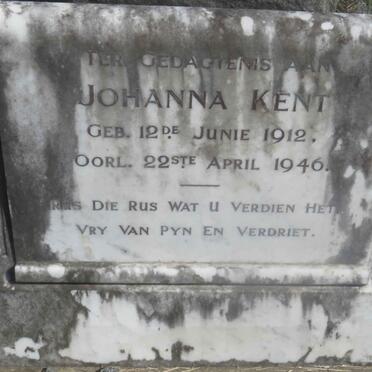 TER GEDAGTENIS AAN
JOHANNA KENT
GEB. 12DE JUNIE 1912.
OORL. 22STE APRIL 1946.
RUS DIE RUS WAT U VERDIEN HET
VRY VAN PYN EN VERDRIET.